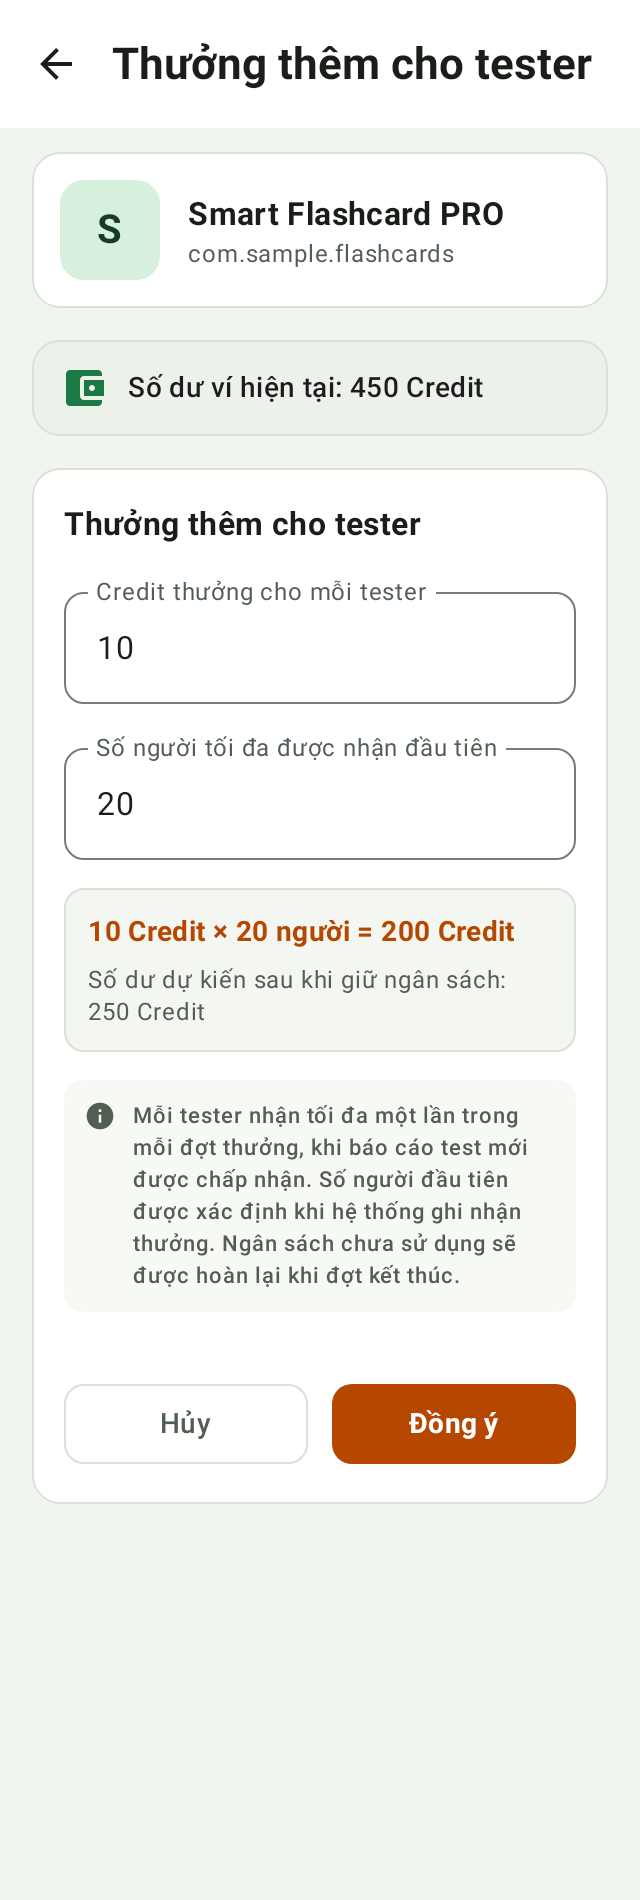 Thưởng thêm cho tester
S
Smart Flashcard PRO
com.sample.flashcards
Số dư ví hiện tại: 450 Credit
Thưởng thêm cho tester
Credit thưởng cho mỗi tester
10
Số người tối đa được nhận đầu tiên
20
10 Credit × 20 người = 200 Credit
Số dư dự kiến sau khi giữ ngân sách:
250 Credit
Mỗi tester nhận tối đa một lần trong
mỗi đợt thưởng, khi báo cáo test mới
được chấp nhận. Số người đầu tiên
được xác định khi hệ thống ghi nhận
thưởng. Ngân sách chưa sử dụng sẽ
được hoàn lại khi đợt kết thúc.
Hủy
Đồng ý